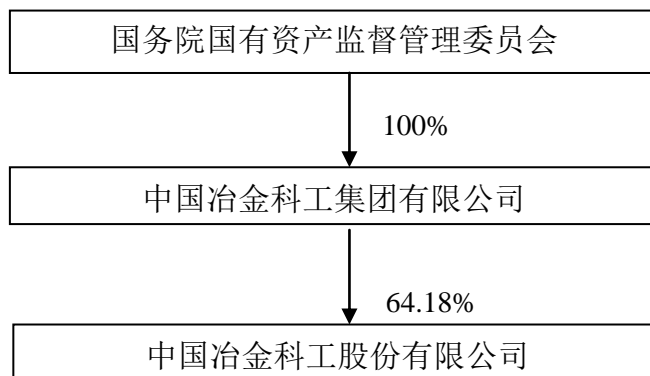 国务院国有资产监督管理委员会
100%
中国冶金科工集团有限公司
64.18%
中国冶金科工股份有限公司